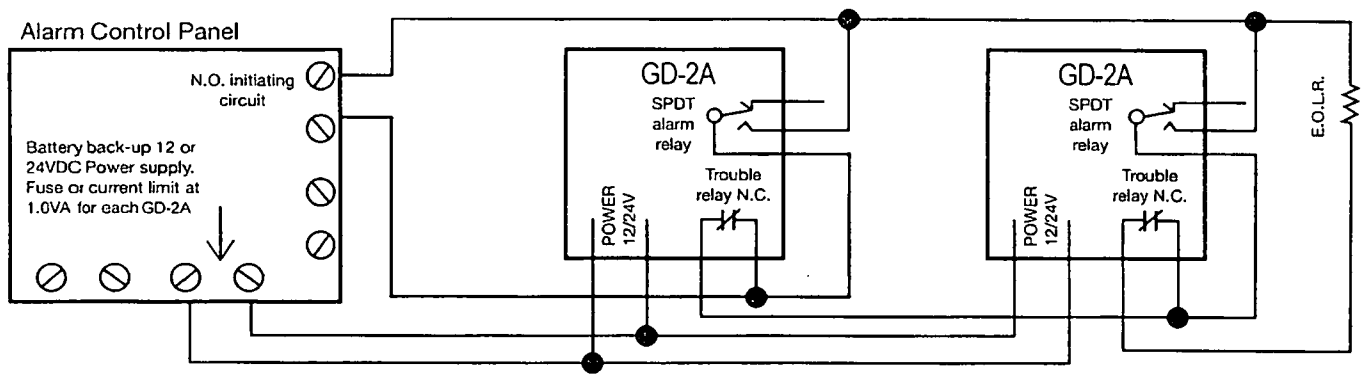 Alarm Control Panel
N.O. initiating
circuit
Battery back-up 12 or
24VDC Power supply.
Fuse or current limit at
1.0VA for each GD-2A
GD-2A
SPDT
alarm
relay
Trouble
relay N.C.
POWER
12/24V
GD-2A
SPDT
alarm
relay
Trouble
relay N.C.
POWER
12/24V
E.O.L.R.